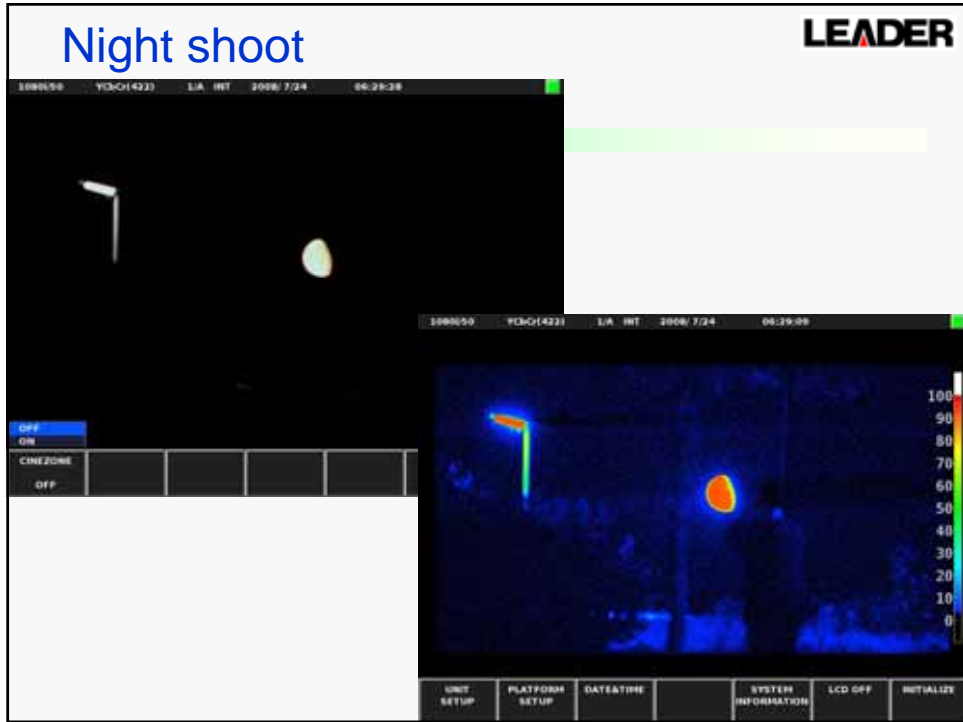 Night shoot
LEADER
1080i/50 YCbCr(422) 1/A INT 2008/ 7/24 06:29:28
OFF
ON
CINEZONE
OFF
1080i/50 YCbCr(422) 1/A INT 2008/ 7/24 06:29:09
100
90
80
70
60
50
40
30
20
10
0
UNIT SETUP
PLATFORM SETUP
DATE&TIME
SYSTEM INFORMATION
LCD OFF
INITIALIZE